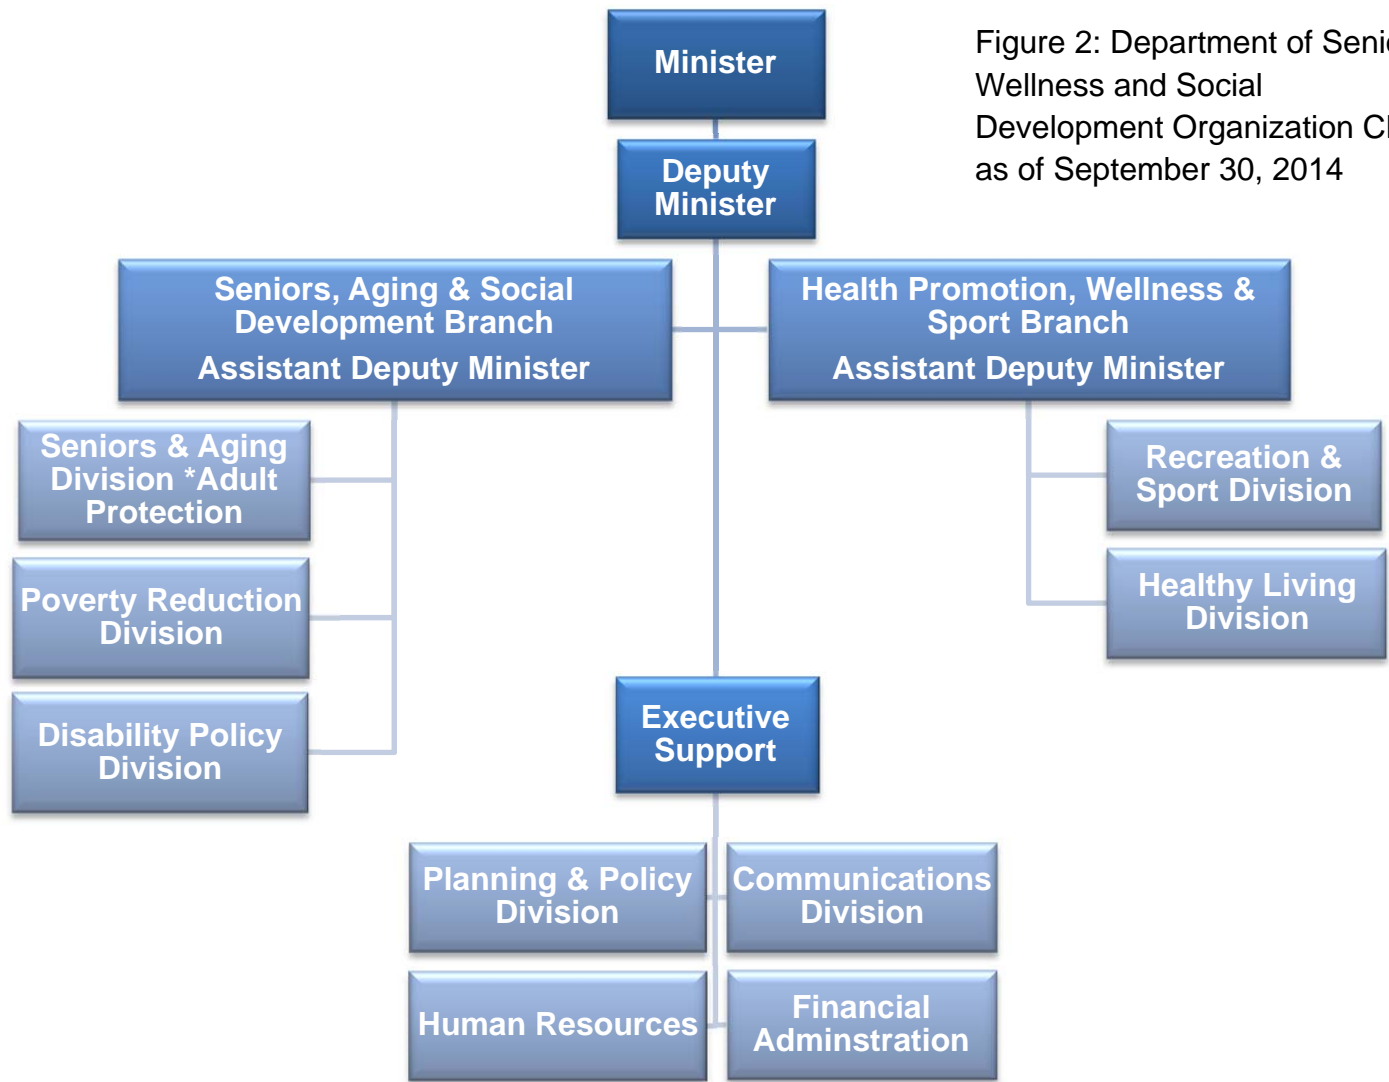 Minister
Figure 2: Department of
Wellness and Social
Development Organization
as of September 30, 2014
Deputy
Minister
Seniors, Aging & Social
Development Branch
Assistant Deputy Minister
Health Promotion, Wellness &
Sport Branch
Assistant Deputy Minister
Seniors & Aging
Division *Adult
Protection
Poverty Reduction
Division
Disability Policy
Division
Recreation &
Sport Division
Healthy Living
Division
Executive
Support
Planning & Policy
Division
Communications
Division
Human Resources
Financial
Adminstration